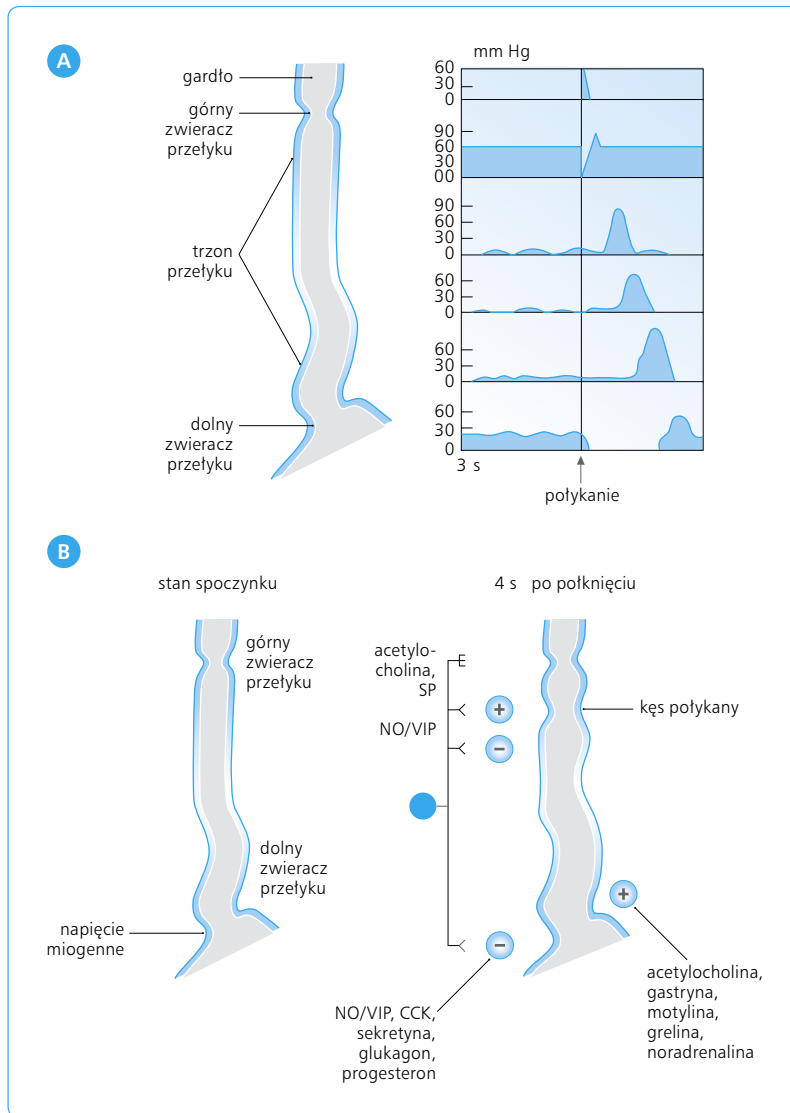 A
gardło
górny
zwieracz
przełyku
trzon
przełyku
dolny
zwieracz
przełyku
mm Hg
60
30
0
90
60
30
00
90
60
30
0
60
30
0
60
30
0
60
30
0
3 s
połykanie
B
stan spoczynku
górny
zwieracz
przełyku
dolny
zwieracz
przełyku
napięcie
miogenne
4 s po połknięciu
acetylo-
cholina,
SP
+
NO/VIP
−
kęs połykany
+
−
NO/VIP, CCK,
sekretyna,
glukagon,
progesteron
acetylocholina,
gastryna,
motylina,
grelina,
noradrenalina